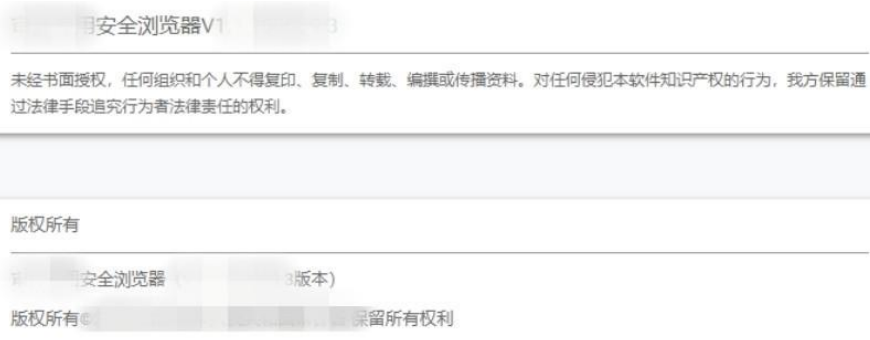 用安全浏览器V1
未经书面授权，任何组织和个人不得复印、复制、转载、编撰或传播资料。对任何侵犯本软件知识产权的行为，我方保留通
过法律手段追究行为者法律责任的权利。
版权所有
安全浏览器 3版本）
版权所有© 保留所有权利